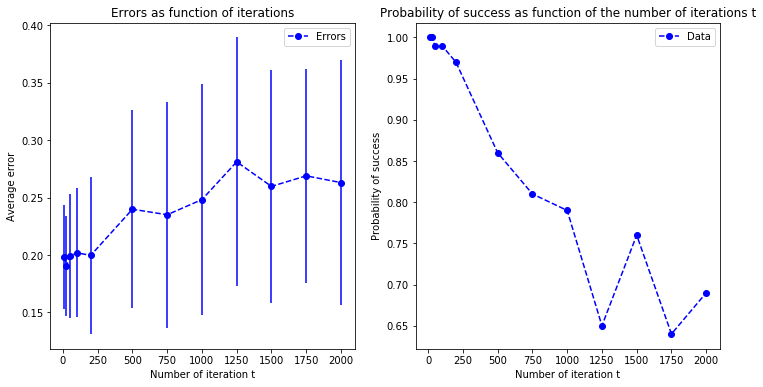 Errors as function of iterations
Errors
0.40
0.35
0.30
0.25
0.20
0.15
Average error
0 250 500 750 1000 1250 1500 1750 2000
Number of iteration t
Probability of success as function of the number of iterations t
Data
1.00
0.95
0.90
0.85
0.80
0.75
0.70
0.65
Probability of success
0 250 500 750 1000 1250 1500 1750 2000
Number of iteration t